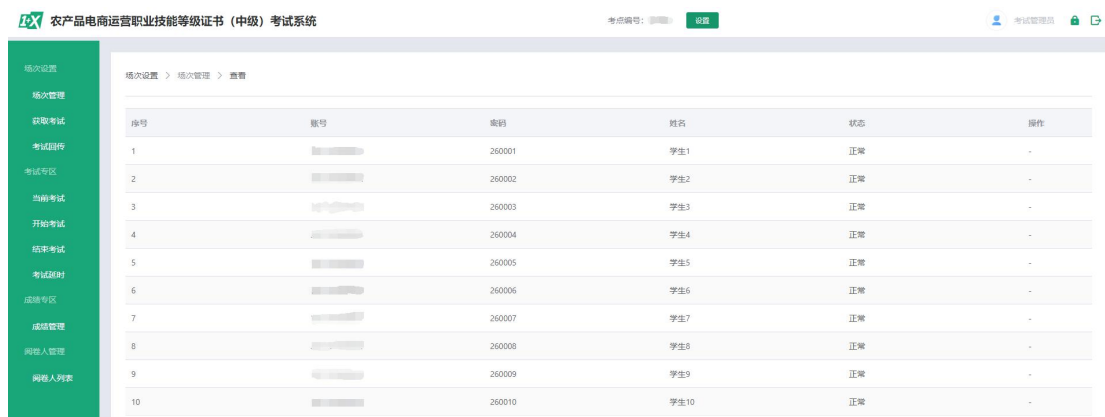 1+X 农产品电商运营职业技能等级证书（中级）考试系统
考点编号： 设置
考试管理员
场次设置
场次管理
获取考试
考试回传
考试专区
当前考试
开始考试
结束考试
考试延时
成绩专区
成绩管理
阅卷人管理
阅卷人列表
场次设置 > 场次管理 > 查看
序号 账号 密码 姓名 状态 操作
1 260001 学生1 正常 -
2 260002 学生2 正常 -
3 260003 学生3 正常 -
4 260004 学生4 正常 -
5 260005 学生5 正常 -
6 260006 学生6 正常 -
7 260007 学生7 正常 -
8 260008 学生8 正常 -
9 260009 学生9 正常 -
10 260010 学生10 正常 -